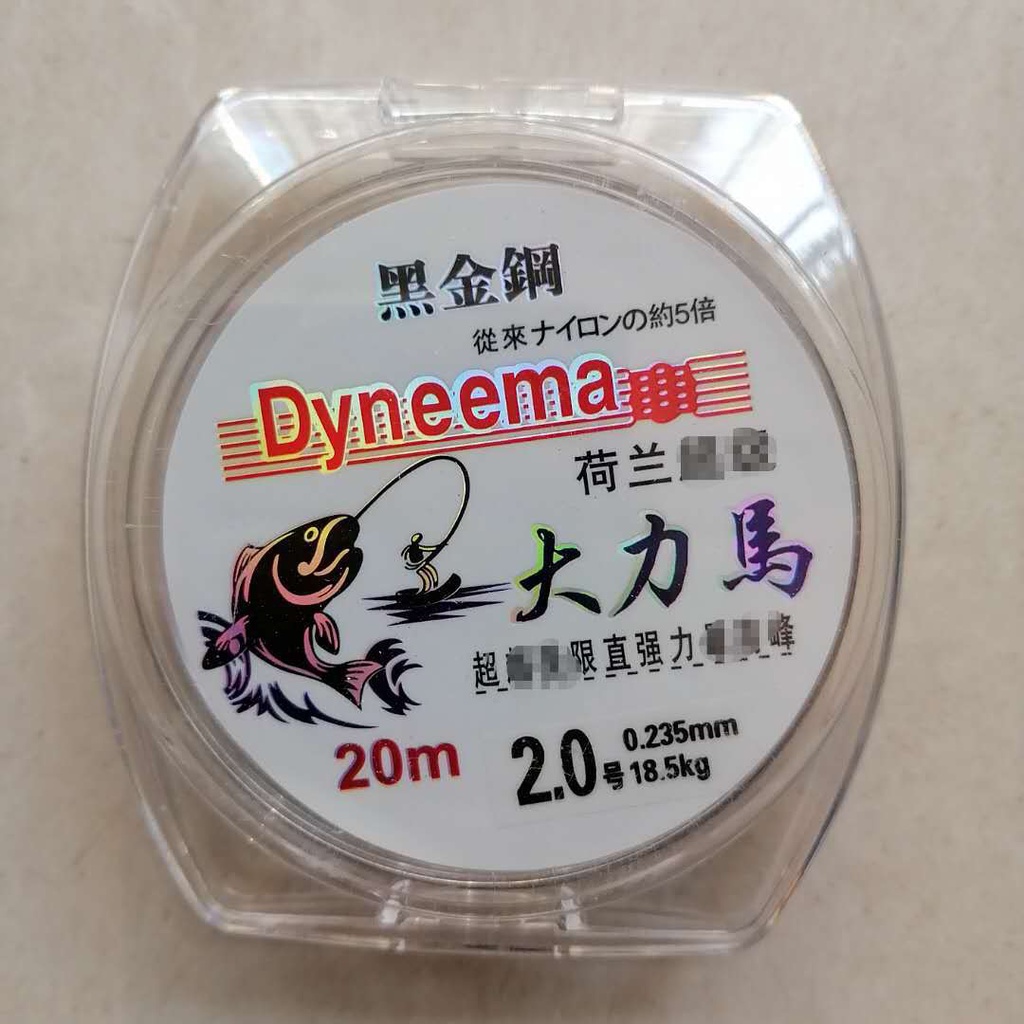 黑金鋼
從來ナイロンの約5倍
Dyneema
荷兰
大力馬
超 限直强力 峰
20m
2.0号
0.235mm
18.5kg